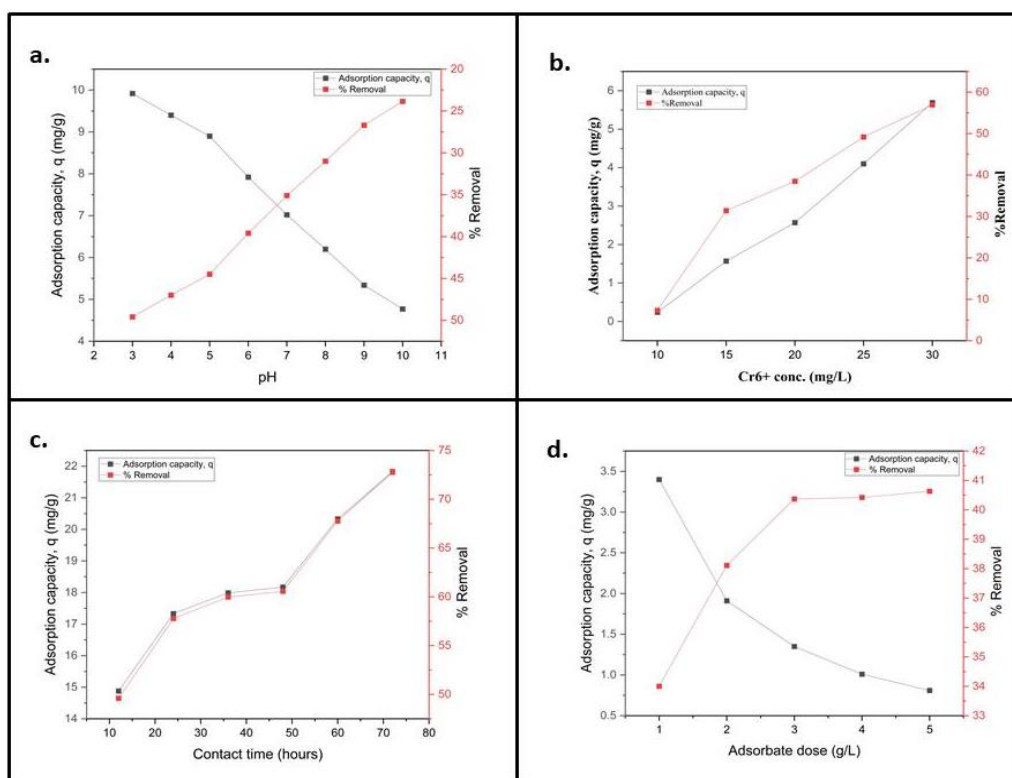 a.
Adsorption capacity, q
% Removal
10
9
8
7
6
5
4
Adsorption capacity, q (mg/g)
20
25
30
35
40
45
50
% Removal
2 3 4 5 6 7 8 9 10 11
pH
b.
Adsorption capacity, q
%Removal
6
5
4
3
2
1
0
Adsorption capacity, q (mg/g)
60
50
40
30
20
10
0
%Removal
10 15 20 25 30
Cr6+ conc. (mg/L)
c.
Adsorption capacity, q
% Removal
22
21
20
19
18
17
16
15
14
Adsorption capacity, q (mg/g)
75
70
65
60
55
50
% Removal
10 20 30 40 50 60 70 80
Contact time (hours)
d.
Adsorption capacity, q
% Removal
3.5
3.0
2.5
2.0
1.5
1.0
0.5
Adsorption capacity, q (mg/g)
42
41
40
39
38
37
36
35
34
33
% Removal
1 2 3 4 5
Adsorbate dose (g/L)